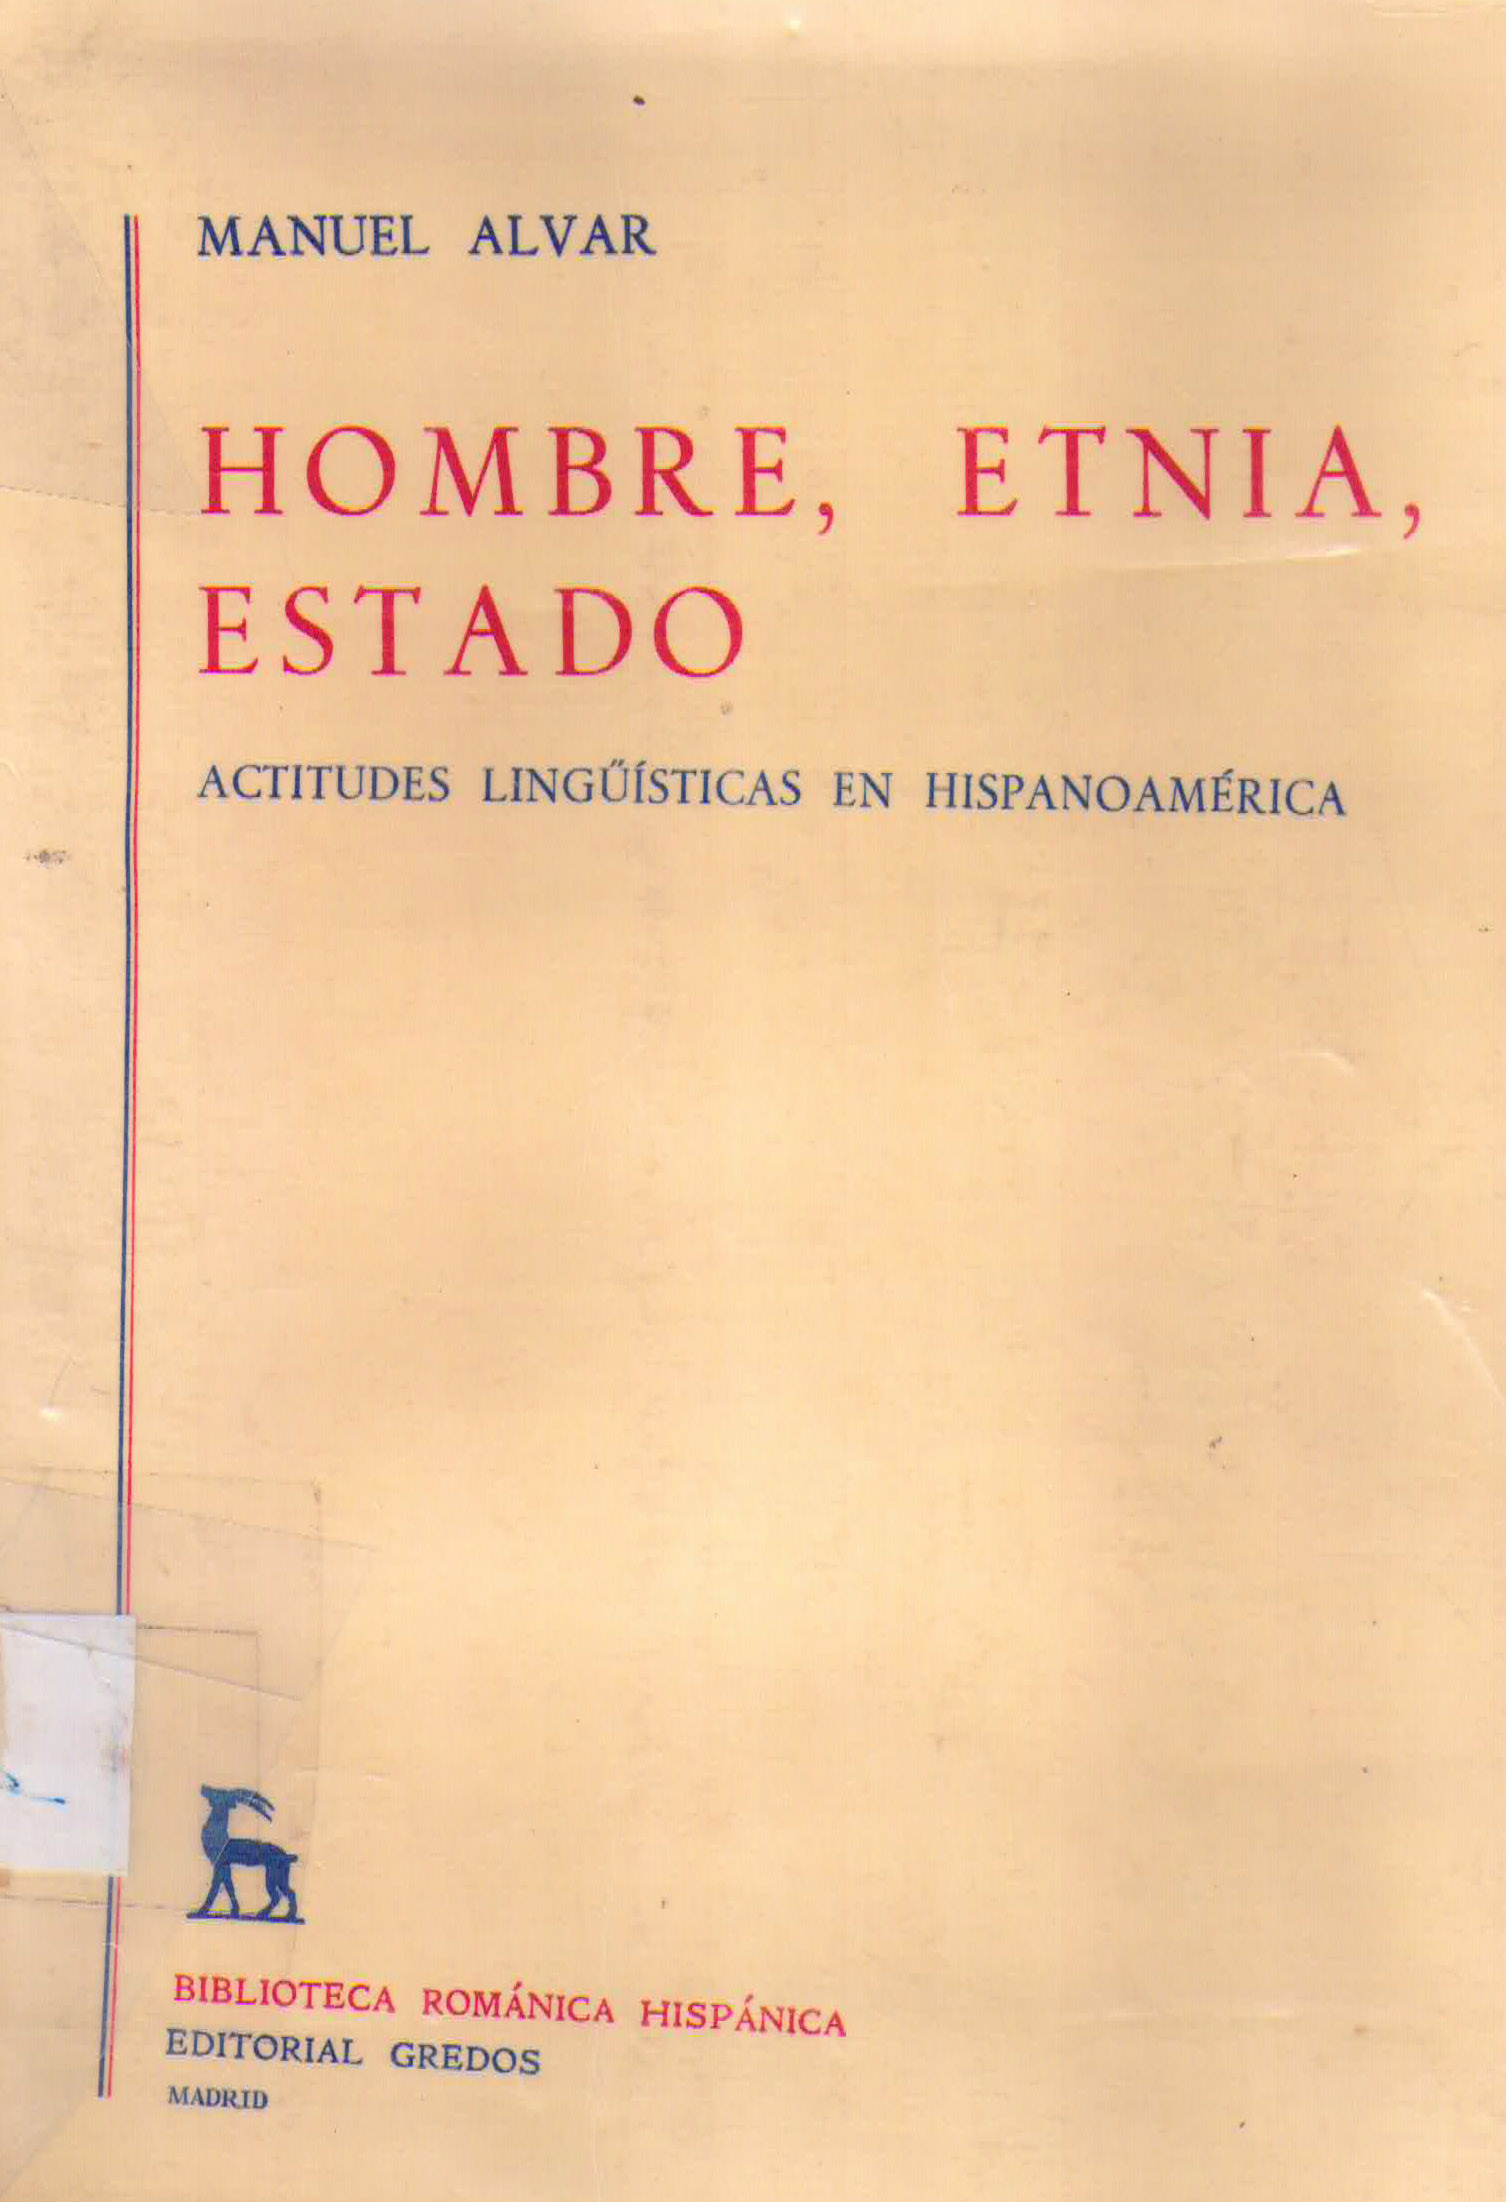 MANUEL ALVAR
HOMBRE, ETNIA,
ESTADO
ACTITUDES LINGÜÍSTICAS EN HISPANOAMÉRICA
BIBLIOTECA ROMÁNICA HISPÁNICA
EDITORIAL GREDOS
MADRID